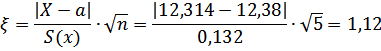 ξ = |X − a| / S(x) · √n = |12,314 − 12,38| / 0,132 · √5 = 1,12